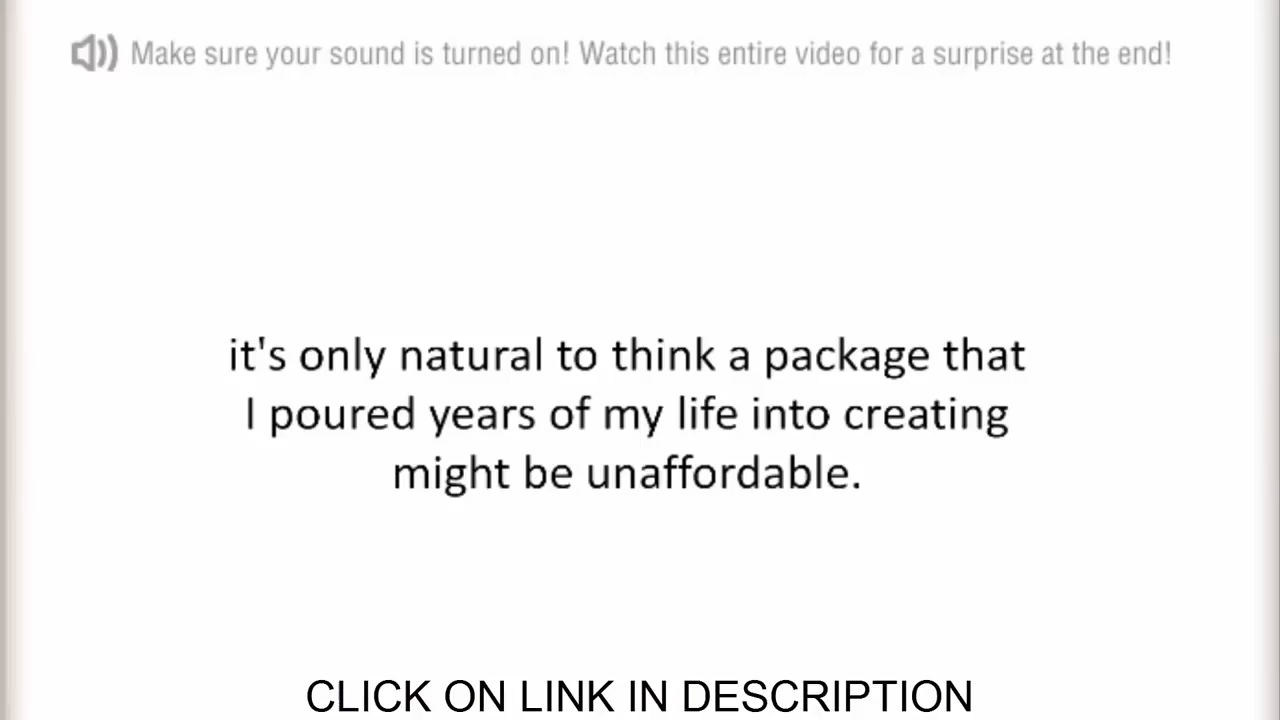 Make sure your sound is turned on! Watch this entire video for a surprise at the end!
it's only natural to think a package that
I poured years of my life into creating
might be unaffordable.
CLICK ON LINK IN DESCRIPTION